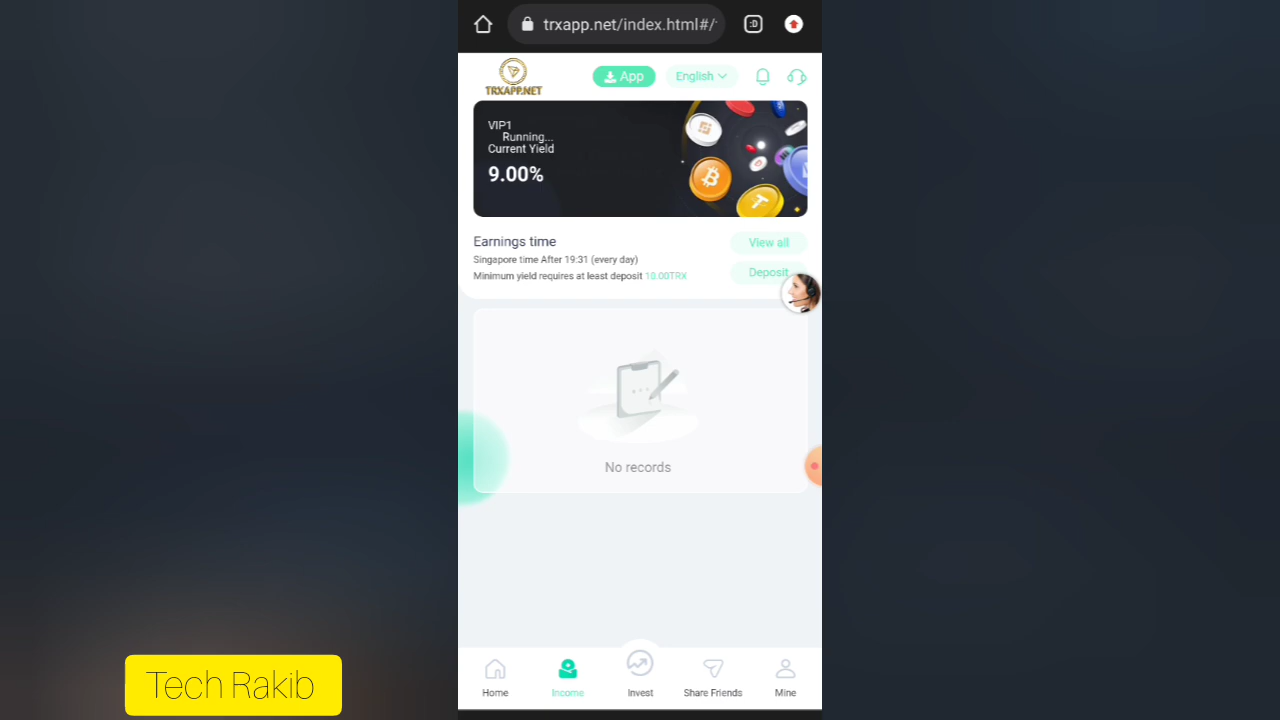 :D
trxapp.net/index.html#/
TRXAPP.NET
App
English
VIP1
Running...
Current Yield
9.00%
Earnings time
View all
Singapore time After 19:31 (every day)
Minimum yield requires at least deposit 10.00TRX
Deposit
No records
Home
Income
Invest
Share Friends
Mine
Tech Rakib